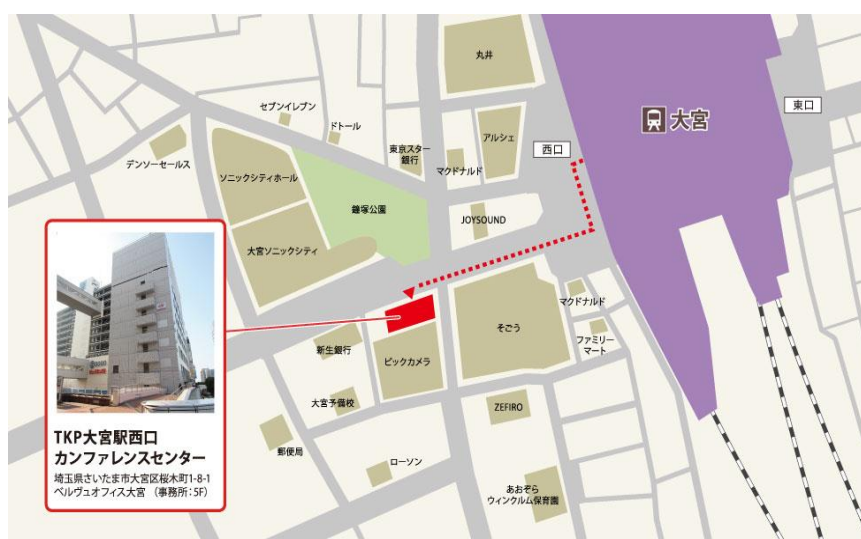 丸井
大宮
東口
セブンイレブン
ドトール
東京スター
銀行
アルシェ
西口
デンソーセールス
マクドナルド
ソニックシティホール
鐘塚公園
JOYSOUND
大宮ソニックシティ
マクドナルド
そごう
ファミリー
マート
新生銀行
ビックカメラ
大宮予備校
ZEFIRO
郵便局
ローソン
あおぞら
ウィンクルム保育園
TKP大宮駅西口
カンファレンスセンター
埼玉県さいたま市大宮区桜木町1-8-1
ベルヴュオフィス大宮 (事務所:5F)